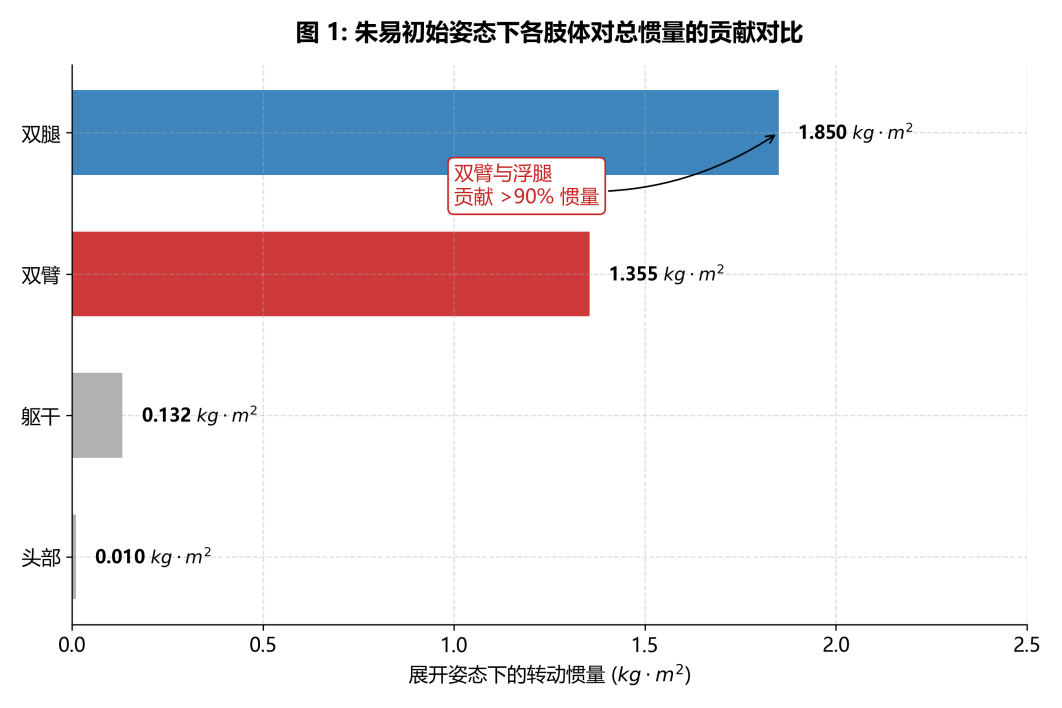 图 1: 朱易初始姿态下各肢体对总惯量的贡献对比
双腿
1.850 kg · m²
双臂与浮腿
贡献 >90% 惯量
双臂
1.355 kg · m²
躯干
0.132 kg · m²
头部
0.010 kg · m²
0.0 0.5 1.0 1.5 2.0 2.5
展开姿态下的转动惯量 (kg · m²)